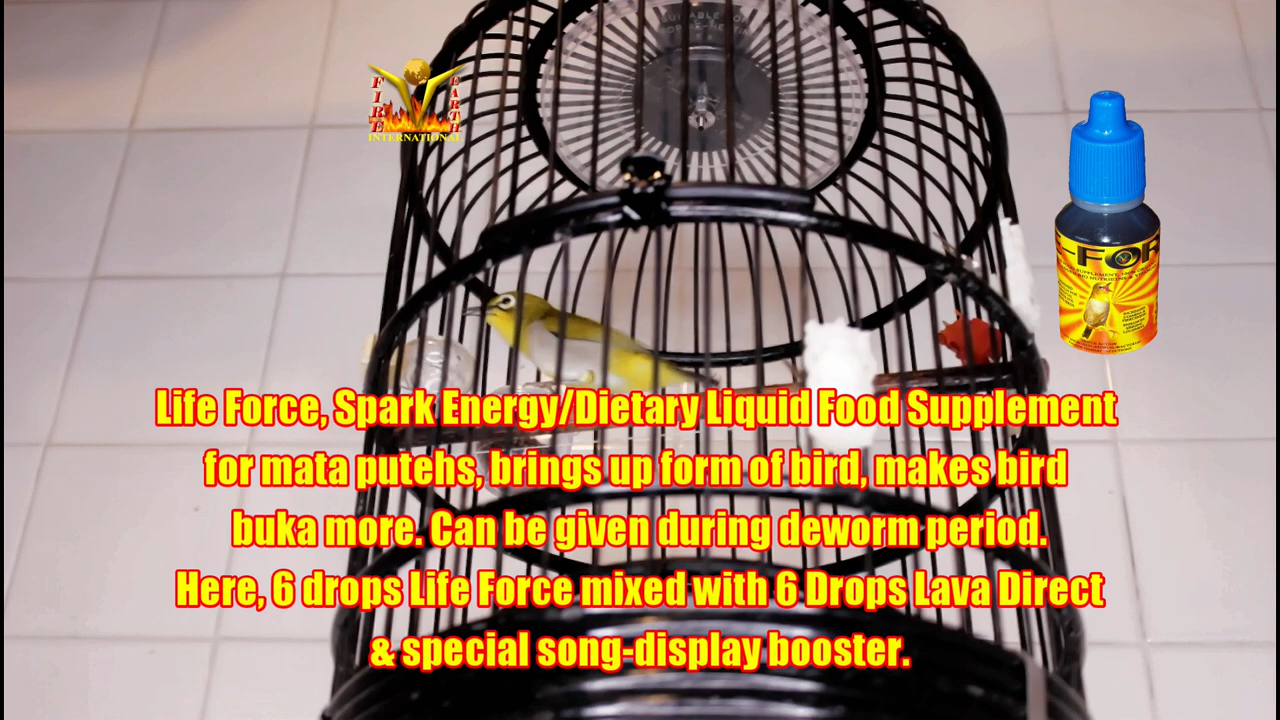 FIRE EARTH
INTERNATIONAL
E-FOR
Life Force, Spark Energy/Dietary Liquid Food Supplement
for mata putehs, brings up form of bird, makes bird
buka more. Can be given during deworm period.
Here, 6 drops Life Force mixed with 6 Drops Lava Direct
& special song-display booster.